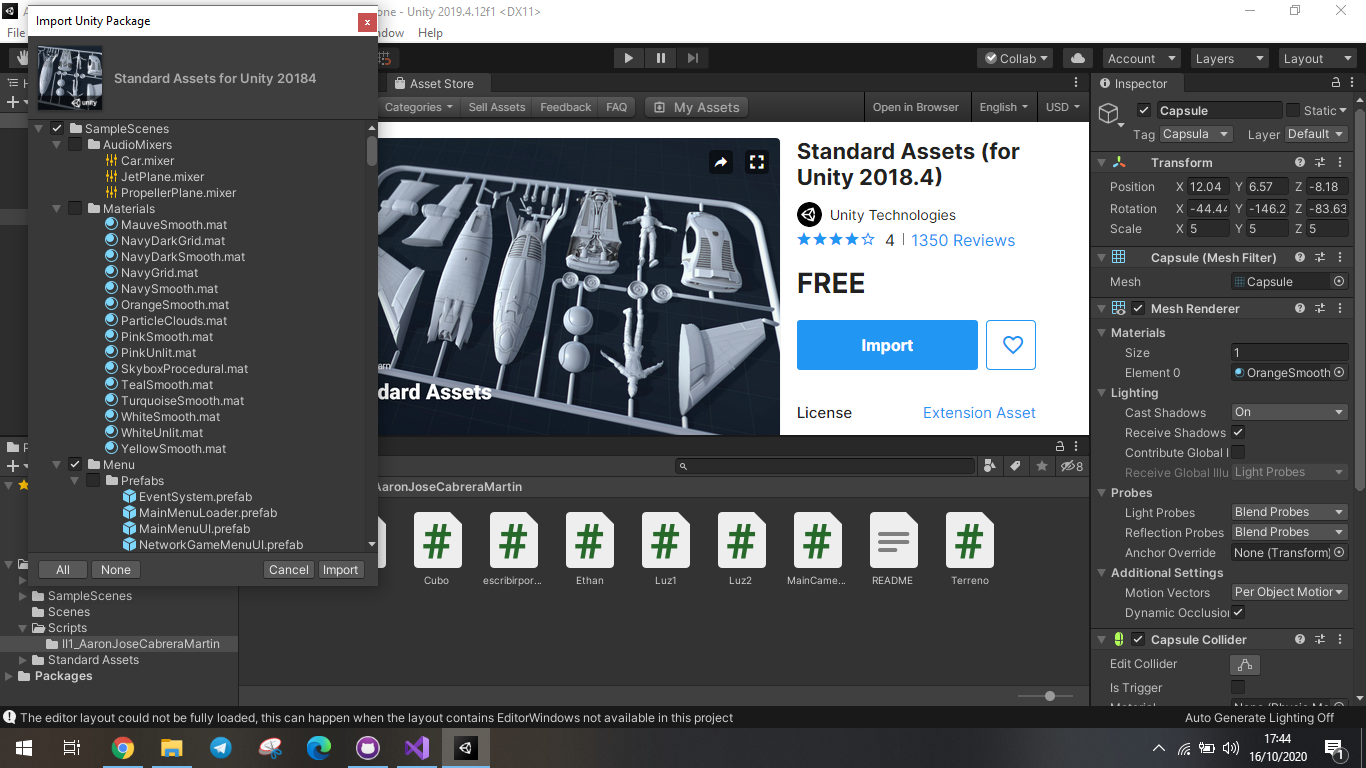 Import Unity Package
x
one - Unity 2019.4.12f1 <DX11>
File
ndow Help
Standard Assets for Unity 20184
Collab
Account
Layers
Layout
Asset Store
Inspector
Categories
Sell Assets
Feedback
FAQ
My Assets
Open in Browser
English
USD
SampleScenes
AudioMixers
Car.mixer
JetPlane.mixer
PropellerPlane.mixer
Materials
MauveSmooth.mat
NavyDarkGrid.mat
NavyDarkSmooth.mat
NavyGrid.mat
NavySmooth.mat
OrangeSmooth.mat
ParticleClouds.mat
PinkSmooth.mat
PinkUnlit.mat
SkyboxProcedural.mat
TealSmooth.mat
TurquoiseSmooth.mat
WhiteSmooth.mat
WhiteUnlit.mat
YellowSmooth.mat
Menu
Prefabs
EventSystem.prefab
MainMenuLoader.prefab
MainMenuUI.prefab
NetworkGameMenuUI.prefab
All
None
Cancel
Import
Standard Assets (for
Unity 2018.4)
Unity Technologies
4 | 1350 Reviews
FREE
Import
License
Extension Asset
dard Assets
Capsule
Static
Tag Capsula
Layer Default
Transform
Position X 12.04 Y 6.57 Z -8.18
Rotation X -44.44 Y -146.2 Z -83.63
Scale X 5 Y 5 Z 5
Capsule (Mesh Filter)
Mesh Capsule
Mesh Renderer
Materials
Size 1
Element 0 OrangeSmooth
Lighting
Cast Shadows On
Receive Shadows
Contribute Global I
Receive Global Illu Light Probes
Probes
Light Probes Blend Probes
Reflection Probes Blend Probes
Anchor Override None (Transform)
Additional Settings
Motion Vectors Per Object Motion
Dynamic Occlusion
Capsule Collider
Edit Collider
Is Trigger
8
AaronJoseCabreraMartin
Cubo
escribirpor...
Ethan
Luz1
Luz2
MainCame...
README
Terreno
SampleScenes
Scenes
Scripts
II1_AaronJoseCabreraMartin
Standard Assets
Packages
The editor layout could not be fully loaded, this can happen when the layout contains EditorWindows not available in this project
Auto Generate Lighting Off
17:44
16/10/2020
1